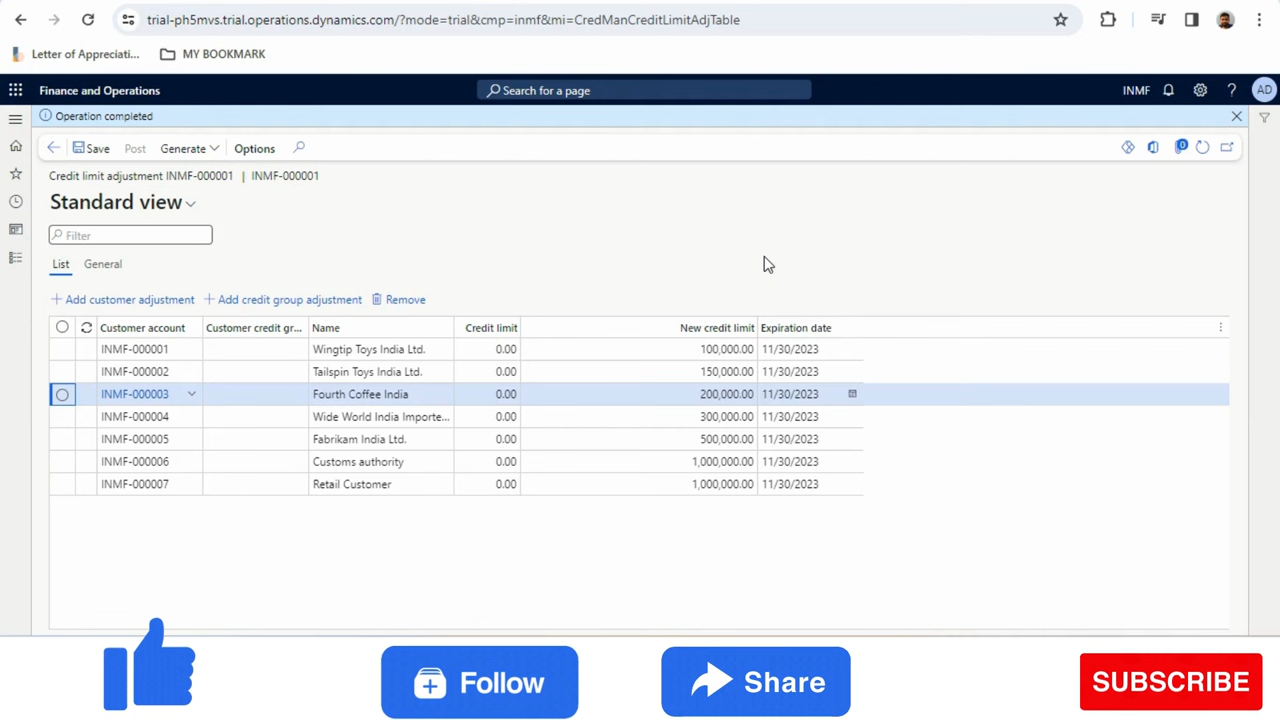 trial-ph5mvs.trial.operations.dynamics.com/?mode=trial&cmp=inmf&mi=CredManCreditLimitAdjTable
Letter of Appreciati... MY BOOKMARK
Finance and Operations Search for a page INMF ? AD
Operation completed
Save Post Generate Options 0
Credit limit adjustment INMF-000001 | INMF-000001
Standard view
Filter
List General
Add customer adjustment Add credit group adjustment Remove
Customer account Customer credit gr... Name Credit limit New credit limit Expiration date
INMF-000001 Wingtip Toys India Ltd. 0.00 100,000.00 11/30/2023
INMF-000002 Tailspin Toys India Ltd. 0.00 150,000.00 11/30/2023
INMF-000003 Fourth Coffee India 0.00 200,000.00 11/30/2023
INMF-000004 Wide World India Importe... 0.00 300,000.00 11/30/2023
INMF-000005 Fabrikam India Ltd. 0.00 500,000.00 11/30/2023
INMF-000006 Customs authority 0.00 1,000,000.00 11/30/2023
INMF-000007 Retail Customer 0.00 1,000,000.00 11/30/2023
Follow Share SUBSCRIBE